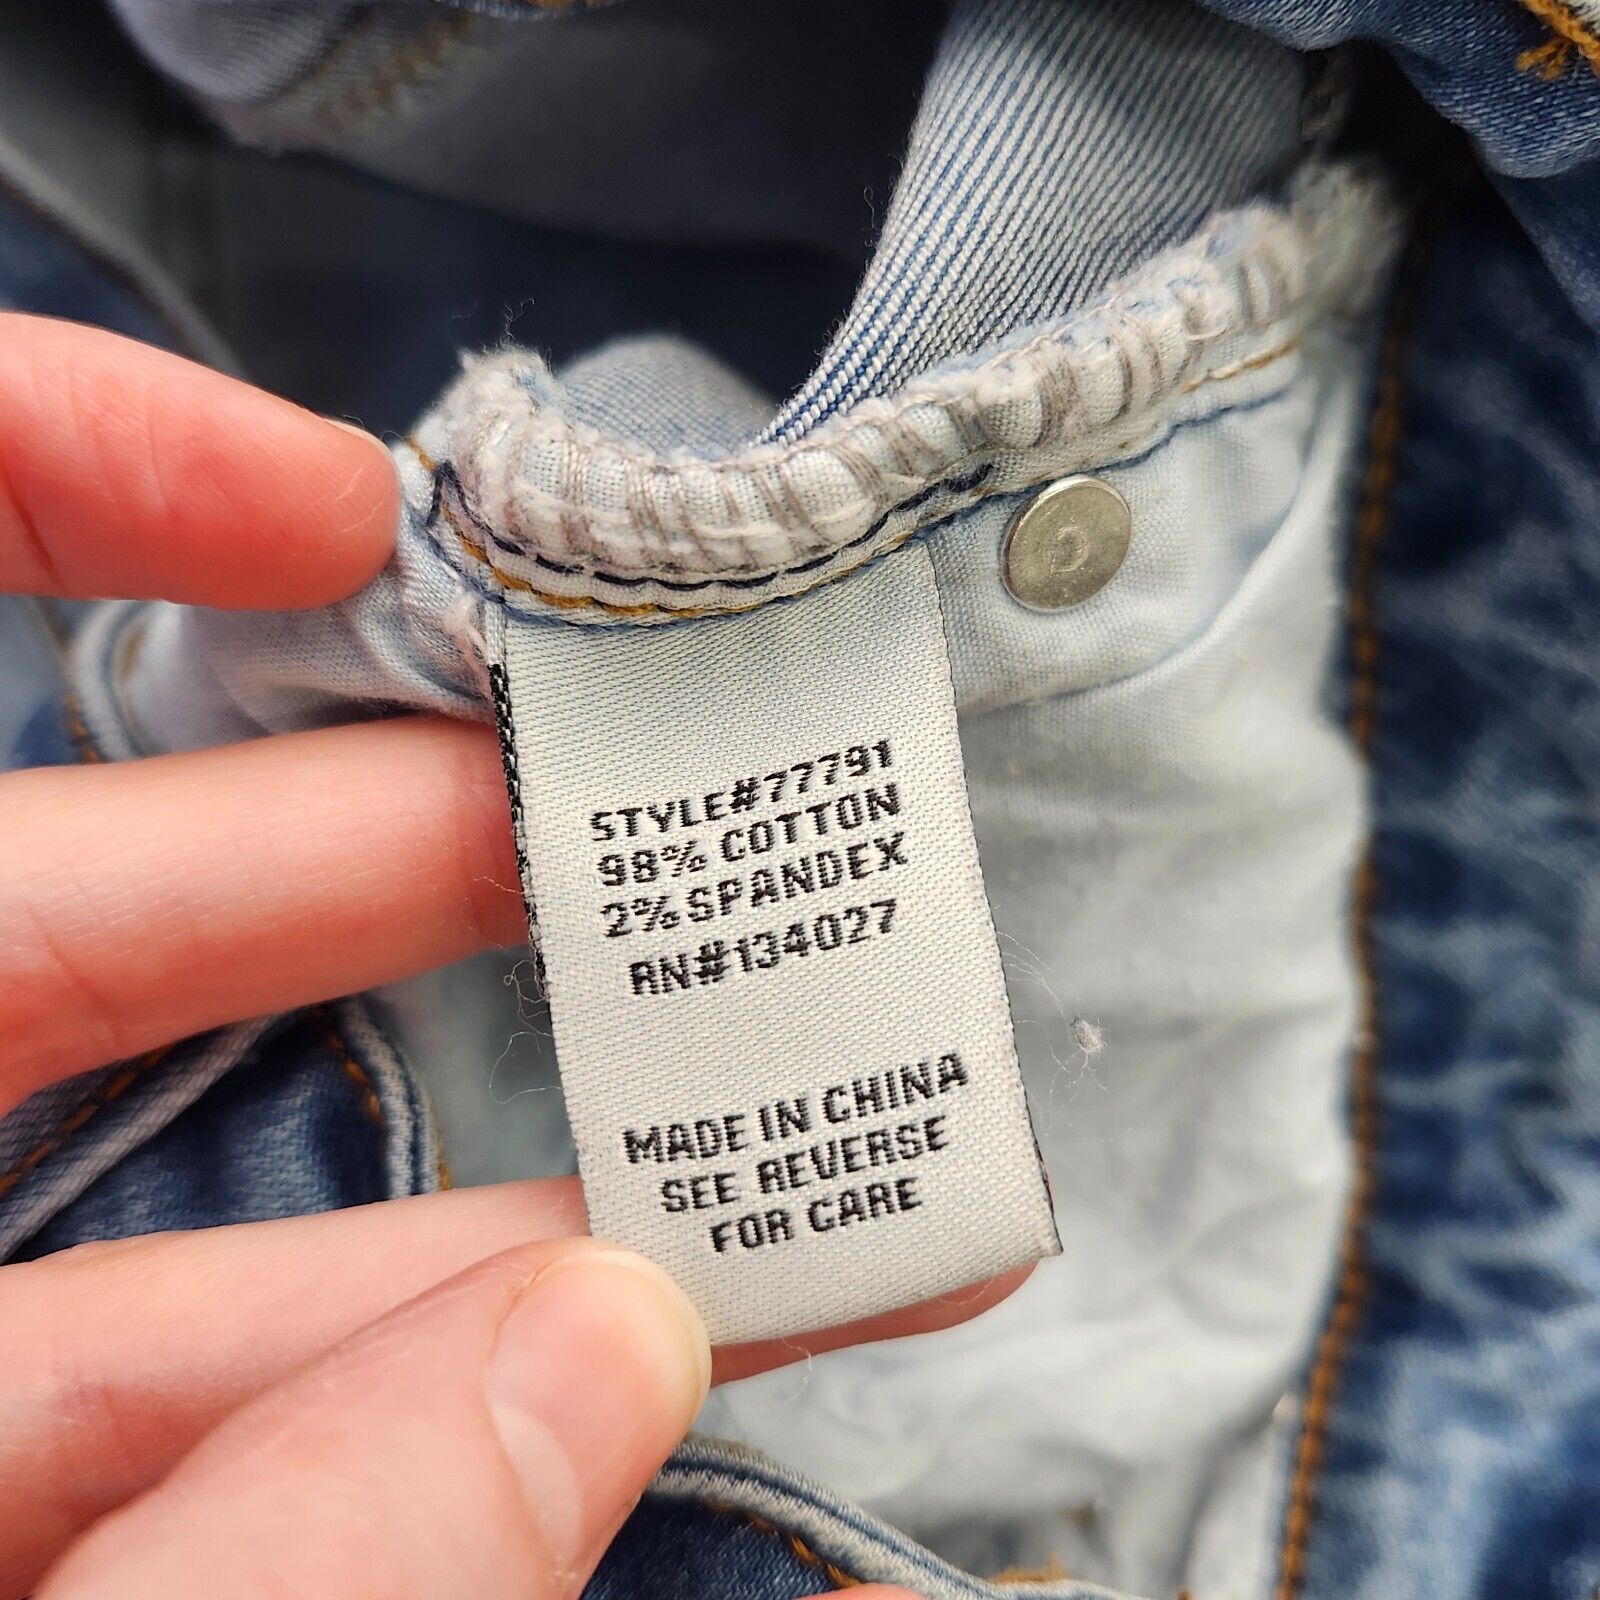 STYLE#77791
98% COTTON
2% SPANDEX
RN#134027
MADE IN CHINA
SEE REVERSE
FOR CARE